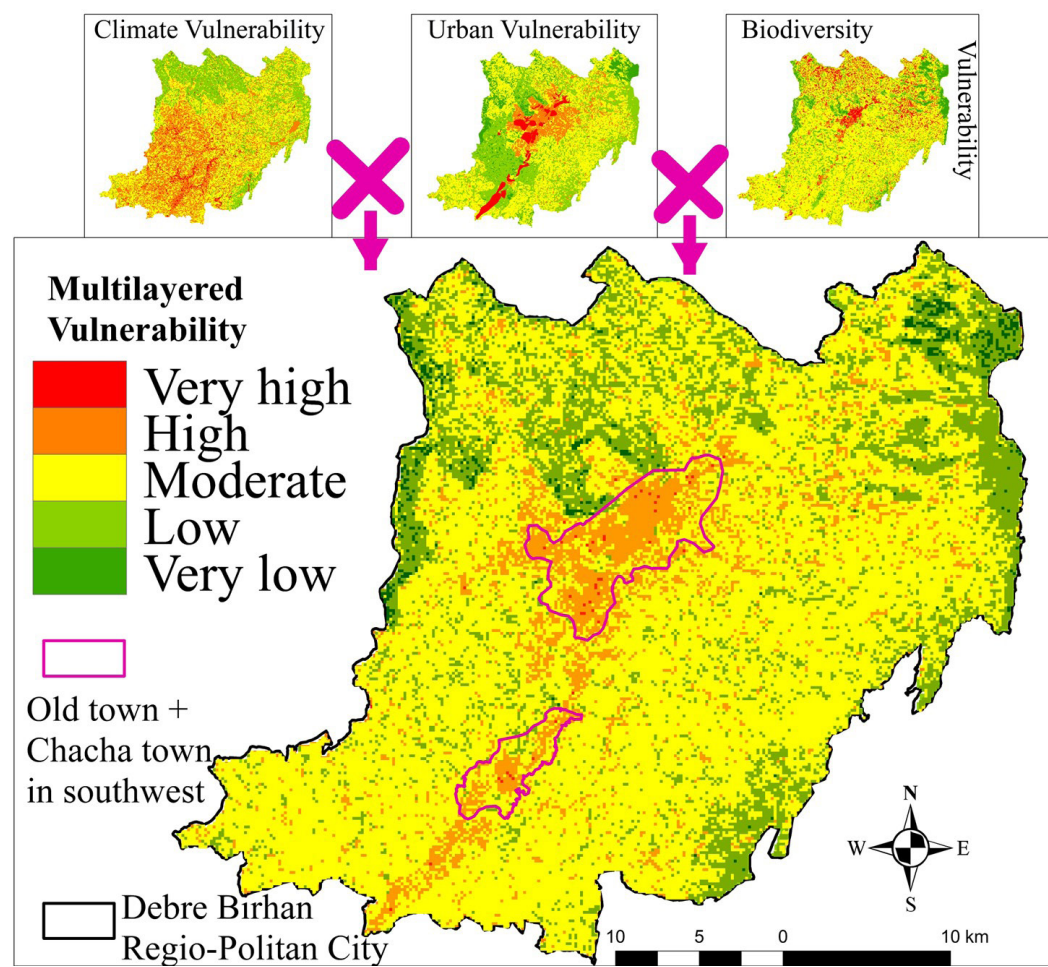 Climate Vulnerability
Urban Vulnerability
Biodiversity
Vulnerability
Multilayered
Vulnerability
Very high
High
Moderate
Low
Very low
Old town +
Chacha town
in southwest
Debre Birhan
Regio-Politan City
N
W E
S
10 5 0 10 km